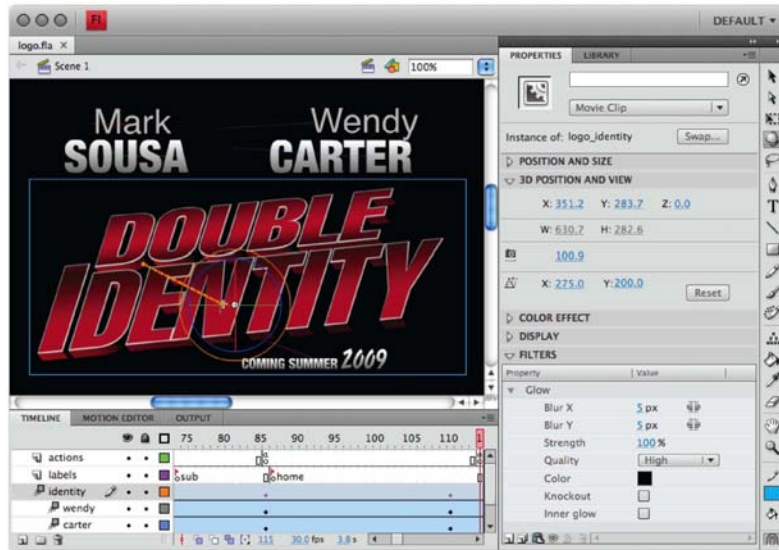 FL
DEFAULT
logo.fla ×
Scene 1
100%
Mark
SOUSA
Wendy
CARTER
DOUBLE
IDENTITY
COMING SUMMER 2009
TIMELINE MOTION EDITOR OUTPUT
75 80 85 90 95 100 105 110 1
actions
labels
sub
home
identity
wendy
carter
115 30.0 fps 3.8 s
PROPERTIES LIBRARY
Movie Clip
Instance of: logo_identity Swap...
POSITION AND SIZE
3D POSITION AND VIEW
X: 351.2 Y: 283.7 Z: 0.0
W: 630.7 H: 282.6
100.9
X: 275.0 Y: 200.0
Reset
COLOR EFFECT
DISPLAY
FILTERS
Property Value
Glow
Blur X 5 px
Blur Y 5 px
Strength 100 %
Quality High
Color
Knockout
Inner glow
T